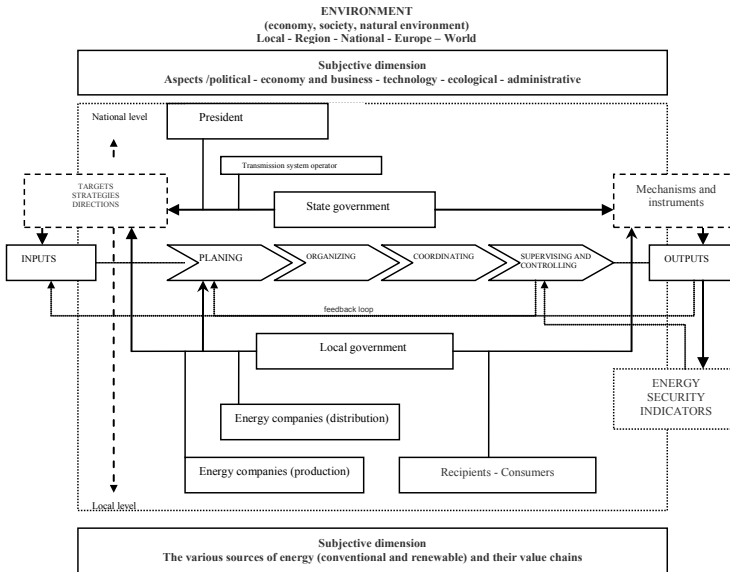 ENVIRONMENT
(economy, society, natural environment)
Local - Region - National - Europe – World
Subjective dimension
Aspects /political - economy and business - technology - ecological - administrative
National level
President
Transmission system operator
TARGETS
STRATEGIES
DIRECTIONS
State government
Mechanisms and
instruments
INPUTS
PLANING
ORGANIZING
COORDINATING
SUPERVISING AND
CONTROLLING
OUTPUTS
feedback loop
Local government
ENERGY
SECURITY
INDICATORS
Energy companies (distribution)
Energy companies (production)
Recipients - Consumers
Local level
Subjective dimension
The various sources of energy (conventional and renewable) and their value chains